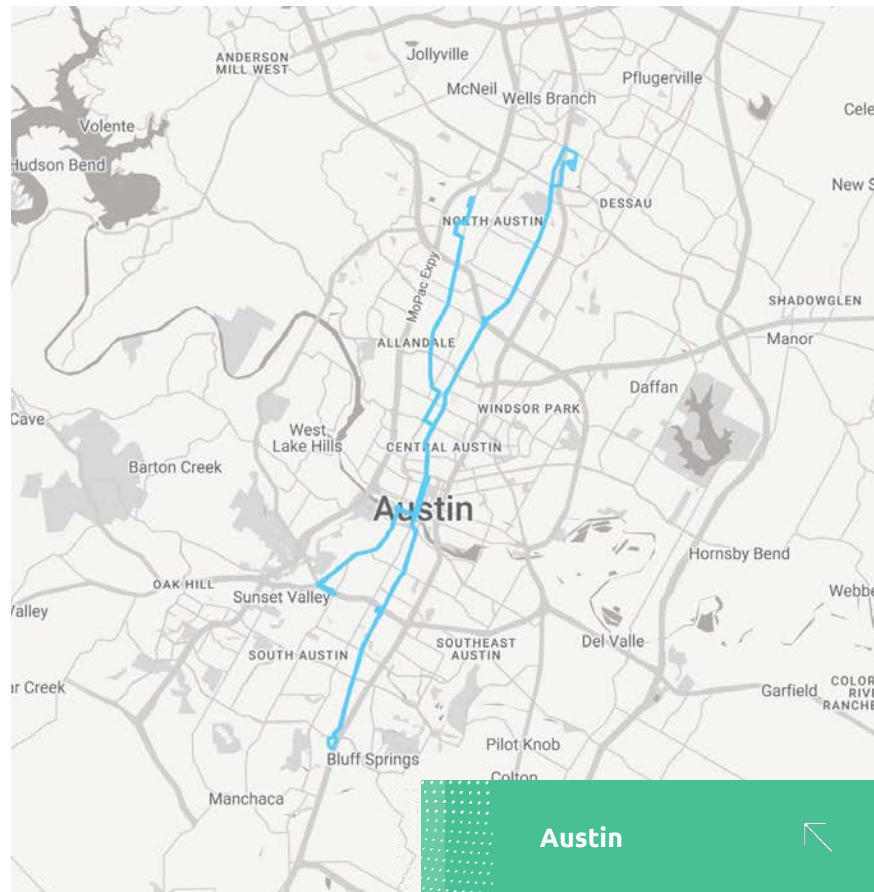 Jollyville
ANDERSON
MILL WEST
Pflugerville
McNeil
Wells Branch
Volente
Cele
Hudson Bend
New S
DESSAU
NORTH AUSTIN
MoPac Expy
SHADOWGLEN
Manor
ALLANDALE
Daffan
WINDSOR PARK
Cave
West
Lake Hills
CENTRAL AUSTIN
Barton Creek
Austin
Hornsby Bend
OAK HILL
Webbe
Sunset Valley
Valley
Del Valle
SOUTHEAST
AUSTIN
SOUTH AUSTIN
ar Creek
COLOR
RIV
RANCHE
Garfield
Pilot Knob
Bluff Springs
Colton
Manchaca
Austin